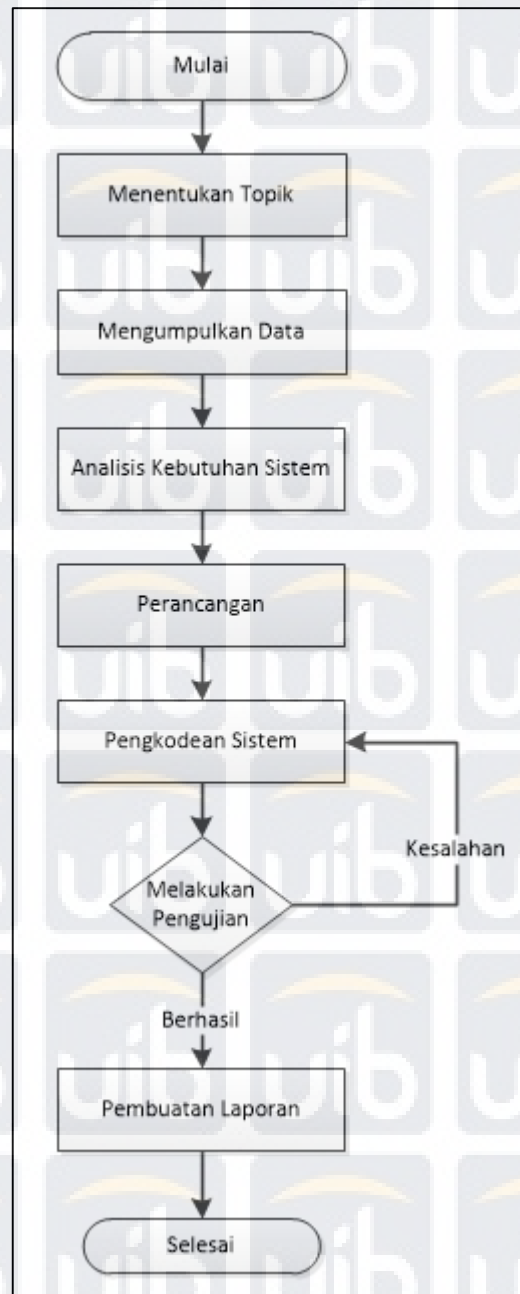 Mulai
Menentukan Topik
Mengumpulkan Data
Analisis Kebutuhan Sistem
Perancangan
Pengkodean Sistem
Kesalahan
Melakukan
Pengujian
Berhasil
Pembuatan Laporan
Selesai